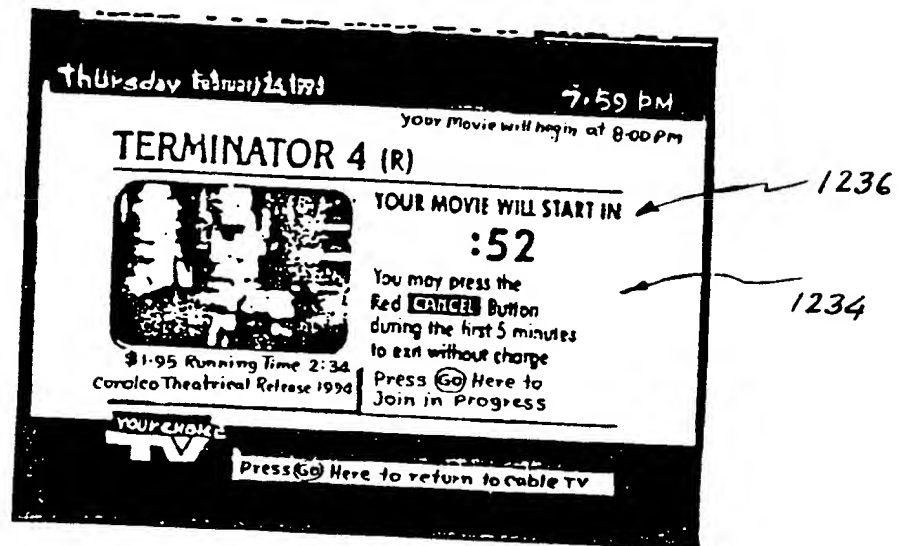 Thursday February
7:59 PM
Your Movie will begin at 8:00 PM
TERMINATOR 4 (R)
YOUR MOVIE WILL START IN
:52
You may press the
Red CANCEL Button
during the first 5 minutes
to exit without charge
$1.95 Running Time 2:34
Carolco Theatrical Release 1994
Press Go Here to
Join in Progress
YOUR CHOICE
TV
Press Go Here to return to Cable TV
1236
1234